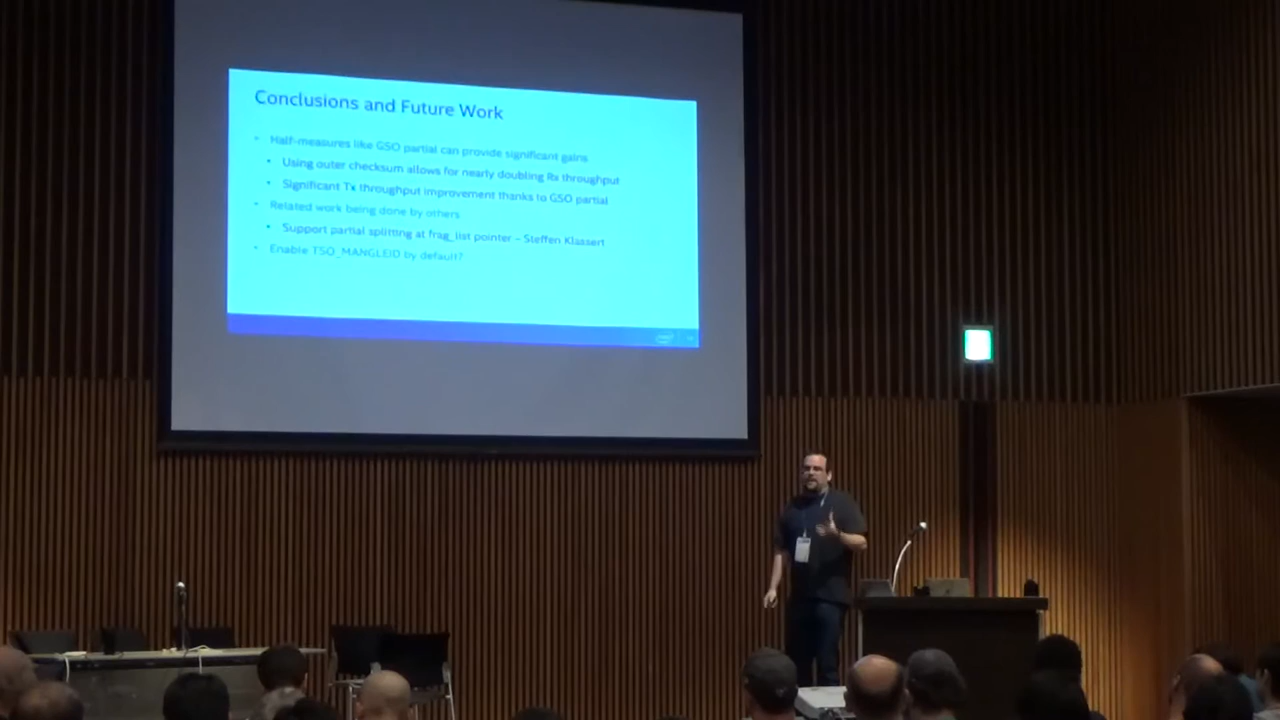 Conclusions and Future Work
Half-measures like GSO partial can provide significant gains
Using outer checksum allows for nearly doubling Rx throughput
Significant Tx throughput improvement thanks to GSO partial
Related work being done by others
Support partial splitting at frag_list pointer – Steffen Klassert
Enable TSO_MANGLEID by default?
intel